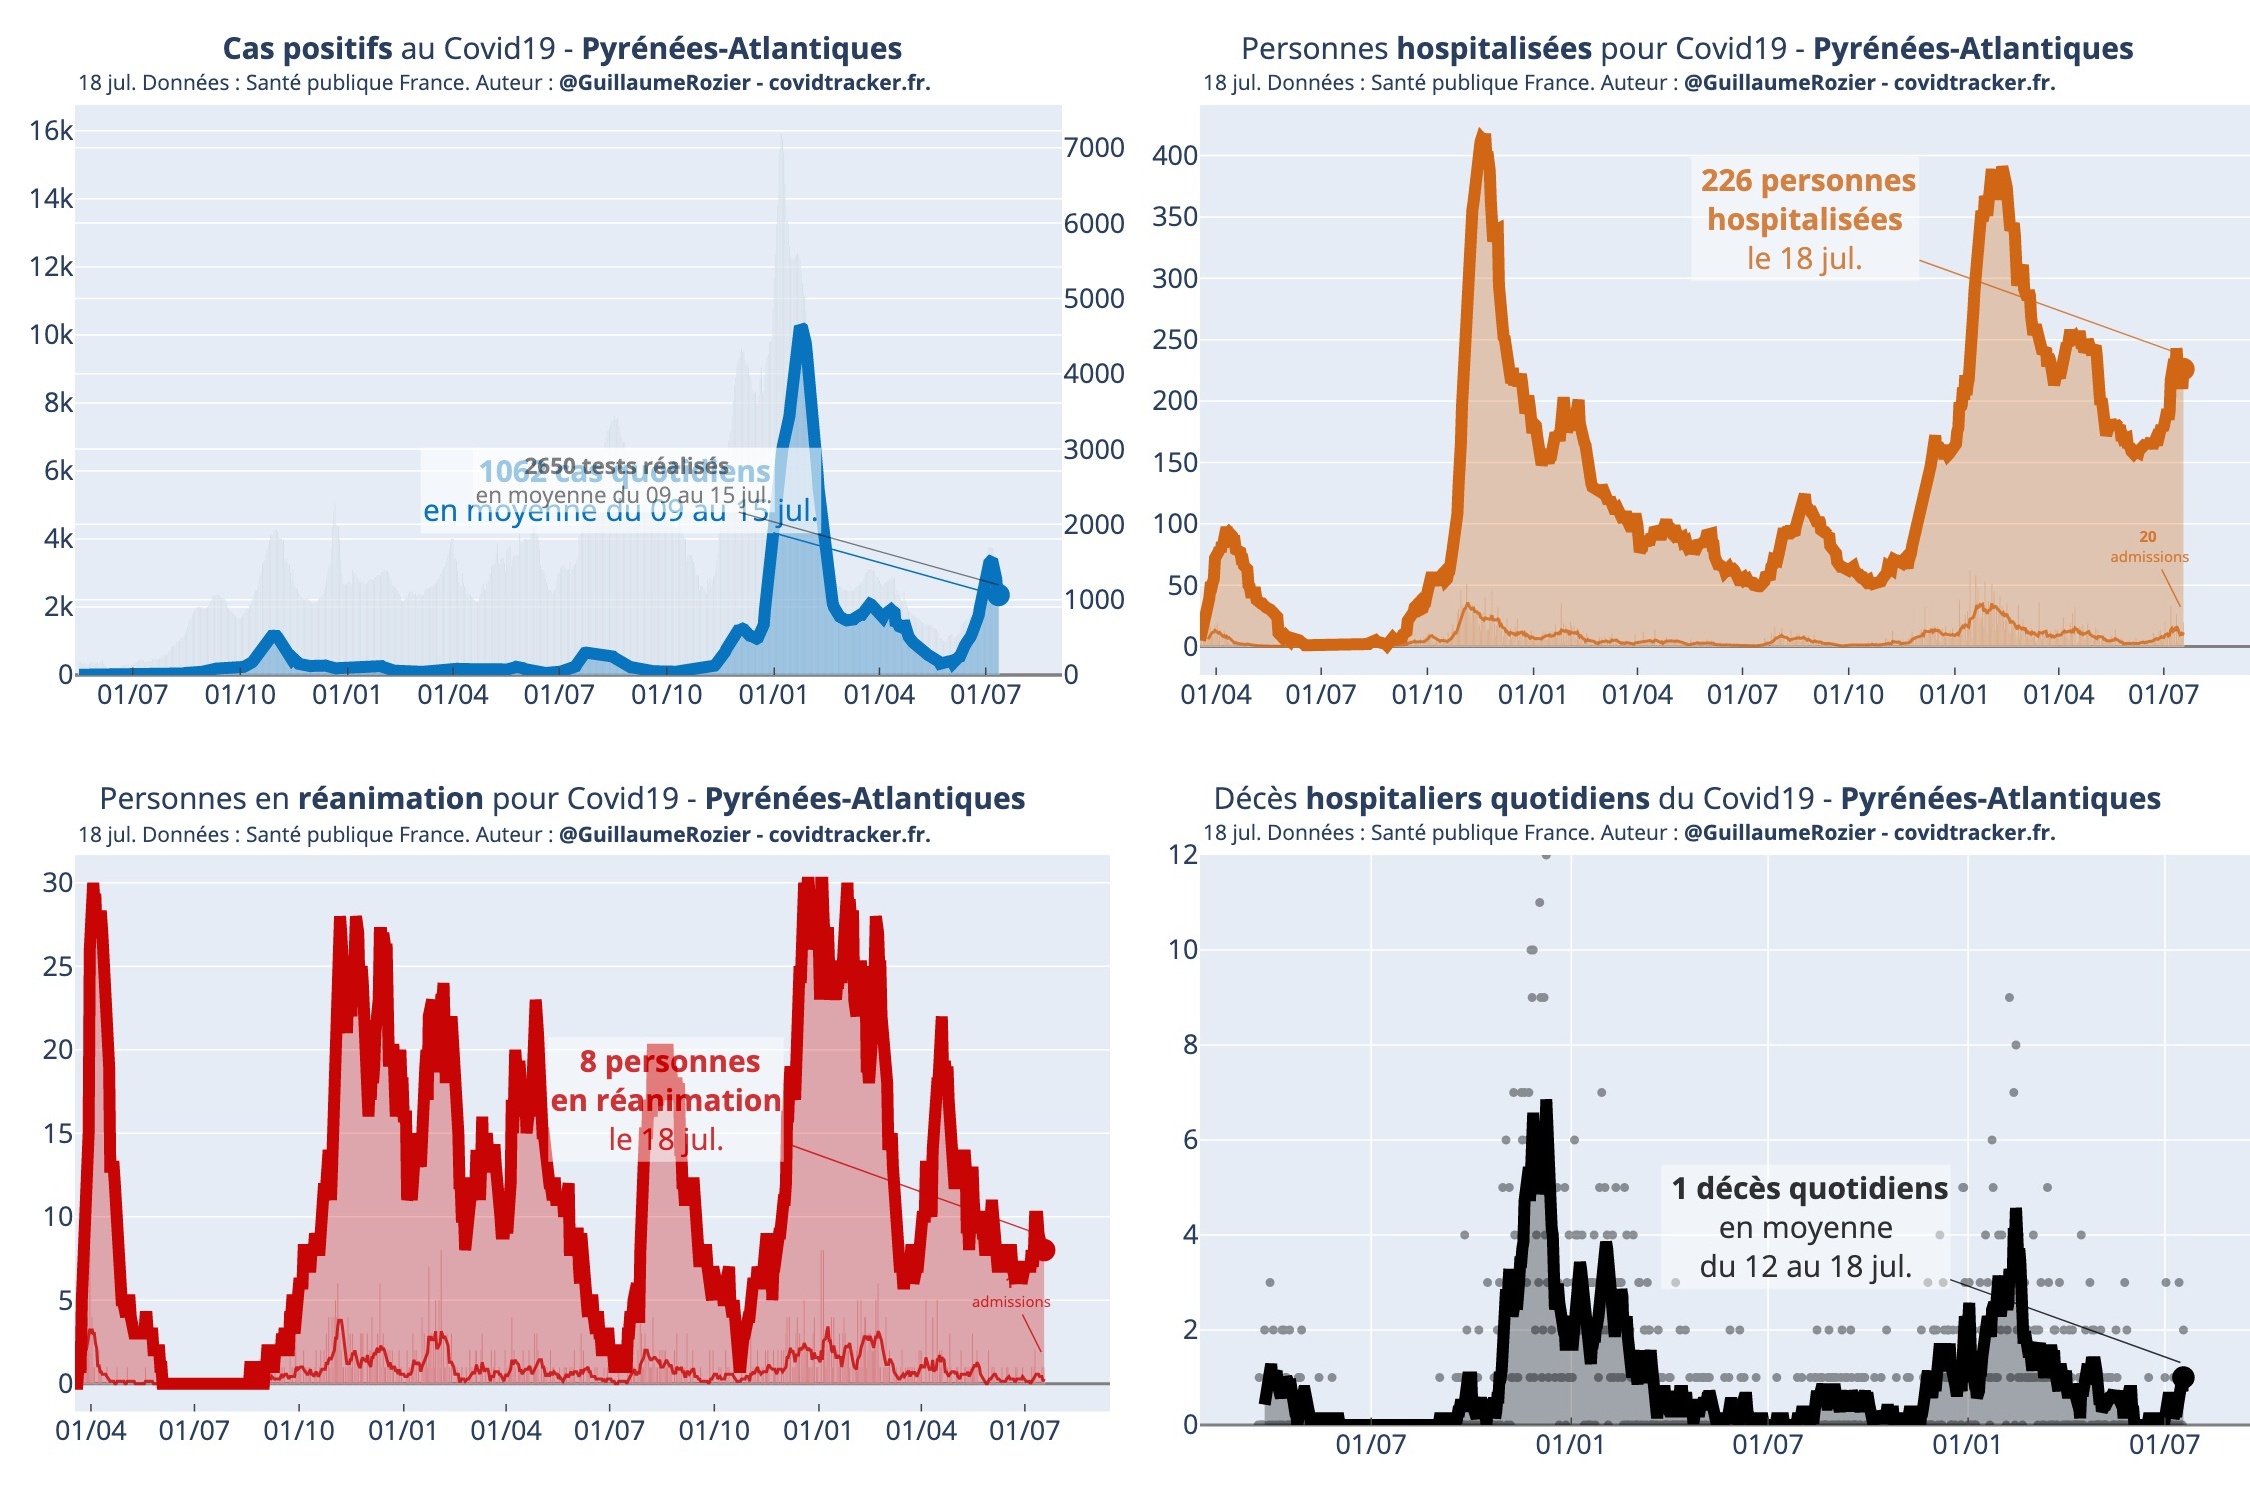 Cas positifs au Covid19 - Pyrénées-Atlantiques
18 jul. Données : Santé publique France. Auteur : @GuillaumeRozier - covidtracker.fr.
16k
14k
12k
10k
8k
6k
4k
2k
0
7000
6000
5000
4000
3000
2000
1000
0
1062 cas quotidiens
en moyenne du 09 au 15 jul.
2650 tests réalisés
en moyenne du 09 au 15 jul.
01/07 01/10 01/01 01/04 01/07 01/10 01/01 01/04 01/07
Personnes hospitalisées pour Covid19 - Pyrénées-Atlantiques
18 jul. Données : Santé publique France. Auteur : @GuillaumeRozier - covidtracker.fr.
400
350
300
250
200
150
100
50
0
226 personnes
hospitalisées
le 18 jul.
20
admissions
01/04 01/07 01/10 01/01 01/04 01/07 01/10 01/01 01/04 01/07
Personnes en réanimation pour Covid19 - Pyrénées-Atlantiques
18 jul. Données : Santé publique France. Auteur : @GuillaumeRozier - covidtracker.fr.
30
25
20
15
10
5
0
8 personnes
en réanimation
le 18 jul.
admissions
01/04 01/07 01/10 01/01 01/04 01/07 01/10 01/01 01/04 01/07
Décès hospitaliers quotidiens du Covid19 - Pyrénées-Atlantiques
18 jul. Données : Santé publique France. Auteur : @GuillaumeRozier - covidtracker.fr.
12
10
8
6
4
2
0
1 décès quotidiens
en moyenne
du 12 au 18 jul.
01/07 01/01 01/07 01/01 01/07